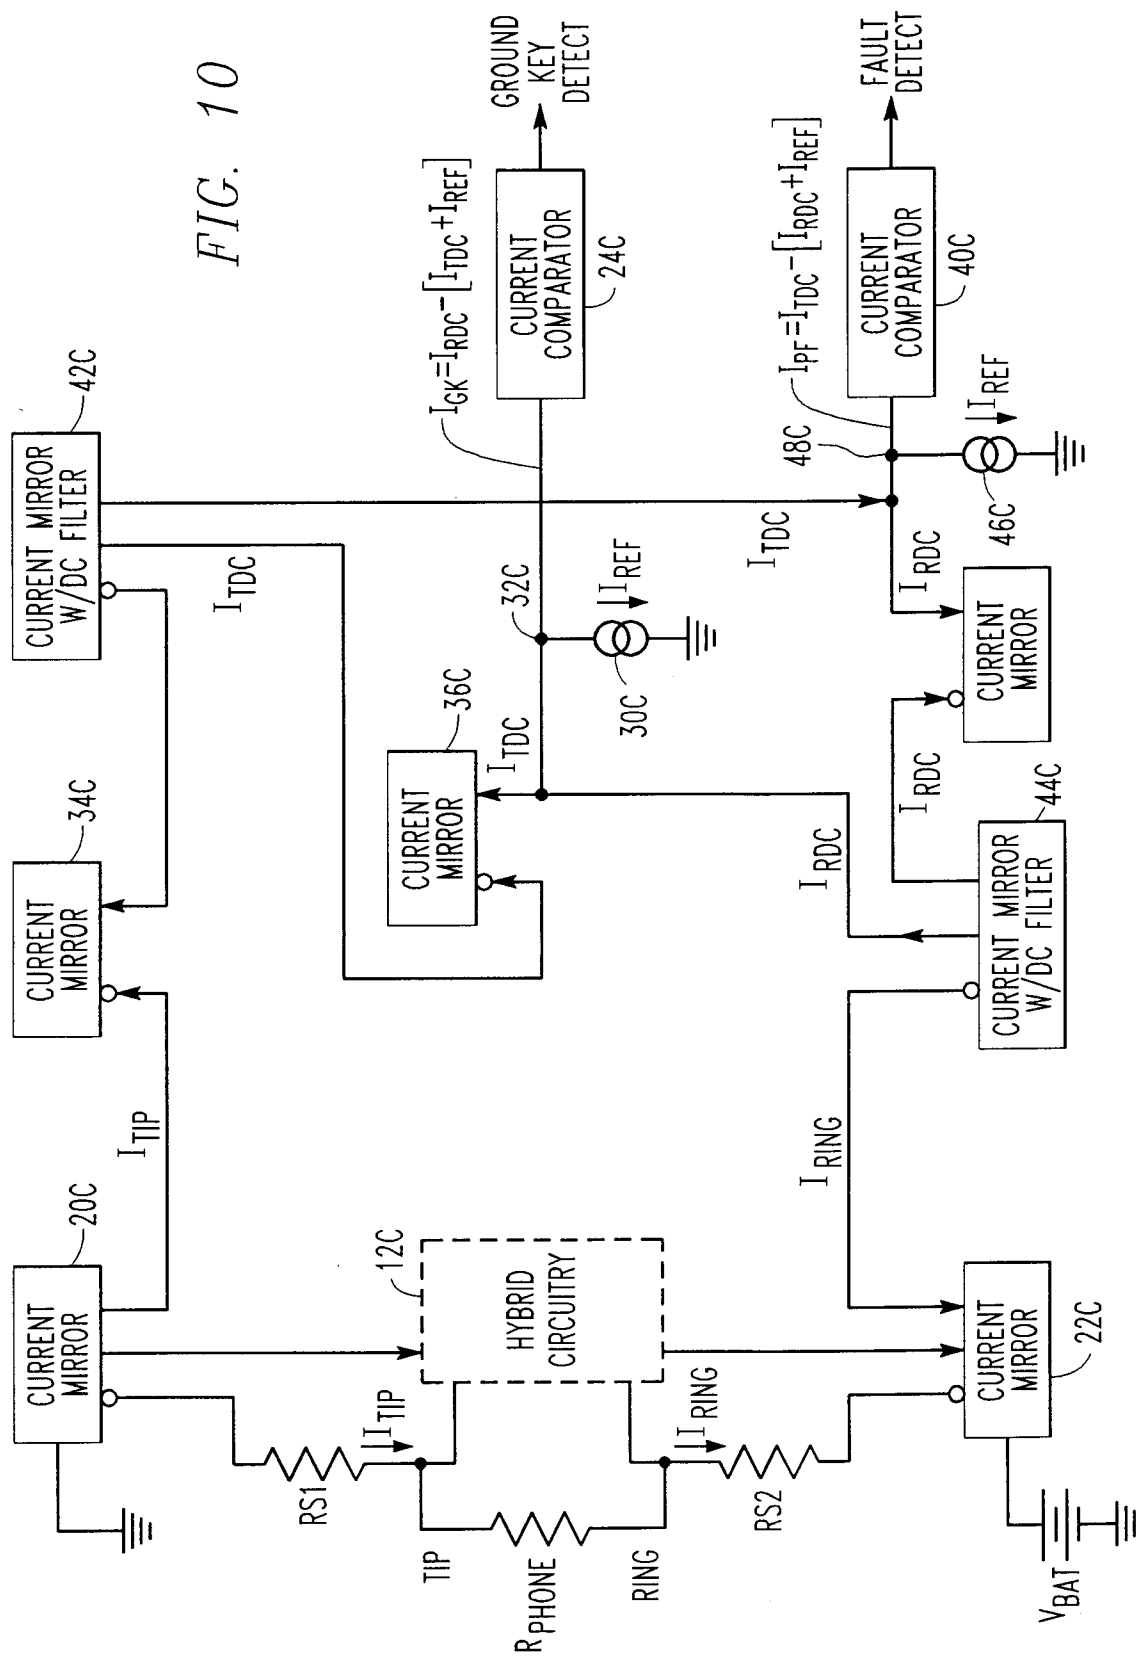 FIG. 10
CURRENT MIRROR
20C
I_TIP
CURRENT MIRROR
34C
CURRENT MIRROR
W/DC FILTER
42C
I_TDC
RS1
I_TIP
TIP
R_PHONE
RING
12C
HYBRID
CIRCUITRY
I_RING
RS2
V_BAT
CURRENT
MIRROR
22C
I_RING
CURRENT
MIRROR
36C
I_TDC
32C
I_REF
30C
I_GK=I_RDC-[I_TDC+I_REF]
CURRENT
COMPARATOR
24C
GROUND
KEY
DETECT
I_RDC
CURRENT MIRROR
W/DC FILTER
44C
I_RDC
CURRENT
MIRROR
I_RDC
I_TDC
48C
46C
I_REF
I_PF=I_TDC-[I_RDC+I_REF]
CURRENT
COMPARATOR
40C
FAULT
DETECT